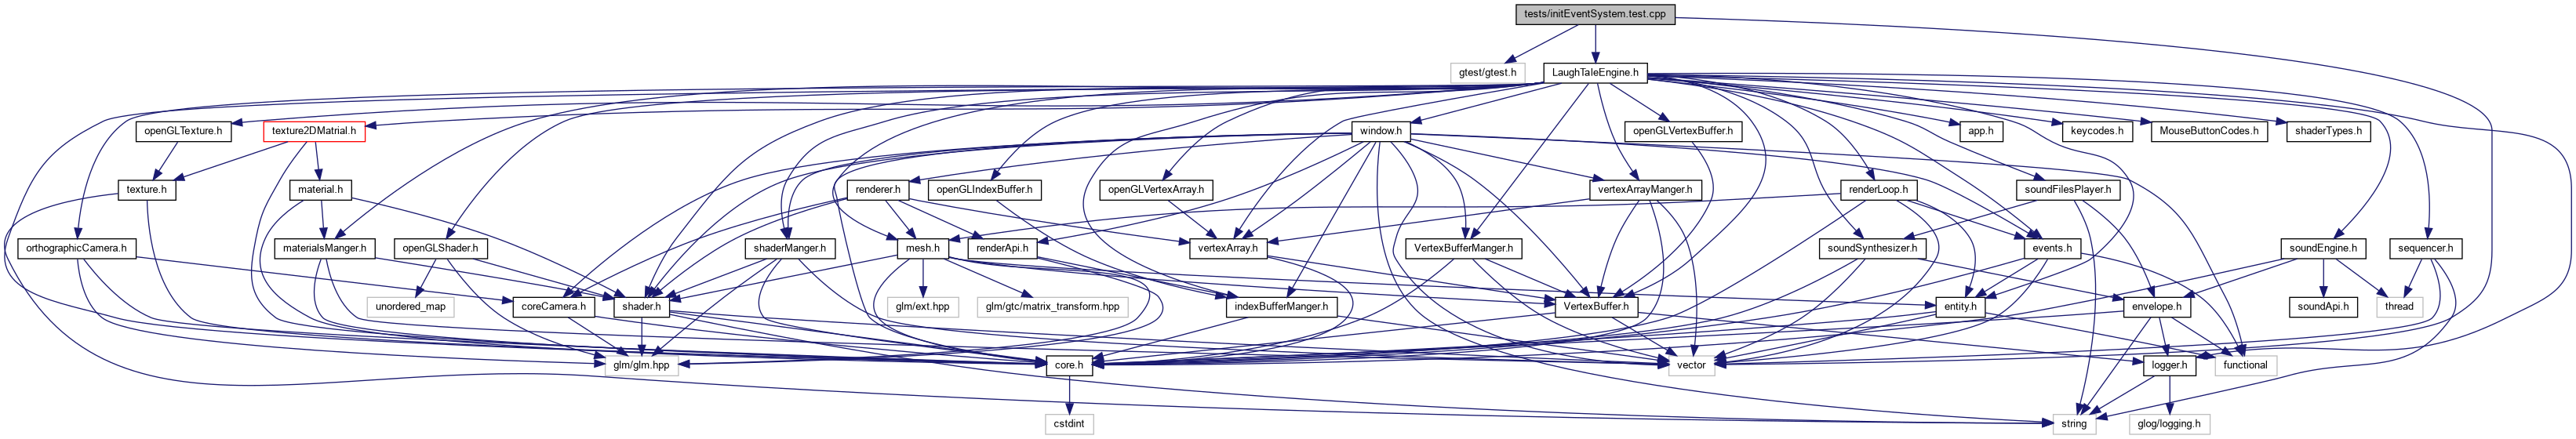 tests/initEventSystem.test.cpp
gtest/gtest.h
LaughTaleEngine.h
openGLTexture.h
texture2DMatrial.h
window.h
openGLVertexBuffer.h
app.h
keycodes.h
MouseButtonCodes.h
shaderTypes.h
texture.h
material.h
renderer.h
openGLIndexBuffer.h
openGLVertexArray.h
vertexArrayManger.h
renderLoop.h
soundFilesPlayer.h
orthographicCamera.h
materialsManger.h
openGLShader.h
shaderManger.h
mesh.h
renderApi.h
vertexArray.h
VertexBufferManger.h
soundSynthesizer.h
events.h
soundEngine.h
sequencer.h
unordered_map
coreCamera.h
shader.h
glm/ext.hpp
glm/gtc/matrix_transform.hpp
indexBufferManger.h
VertexBuffer.h
entity.h
envelope.h
soundApi.h
thread
glm/glm.hpp
core.h
vector
logger.h
functional
cstdint
string
glog/logging.h